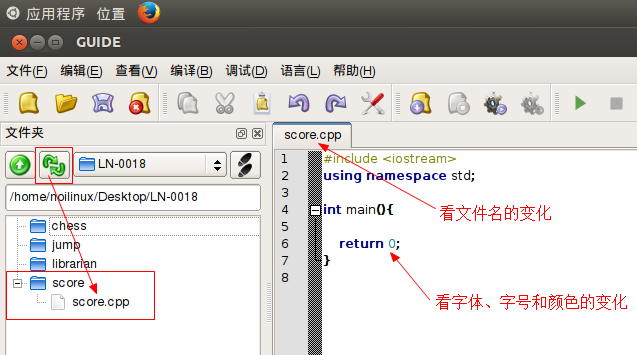 应用程序 位置
GUIDE
文件(F) 编辑(E) 查看(V) 编译(B) 调试(D) 语言(L) 帮助(H)
文件夹
LN-0018
/home/noilinux/Desktop/LN-0018
chess
jump
librarian
score
score.cpp
score.cpp
1 #include <iostream>
2 using namespace std;
3
4 int main(){
5
6 return 0;
7 }
8
看文件名的变化
看字体、字号和颜色的变化